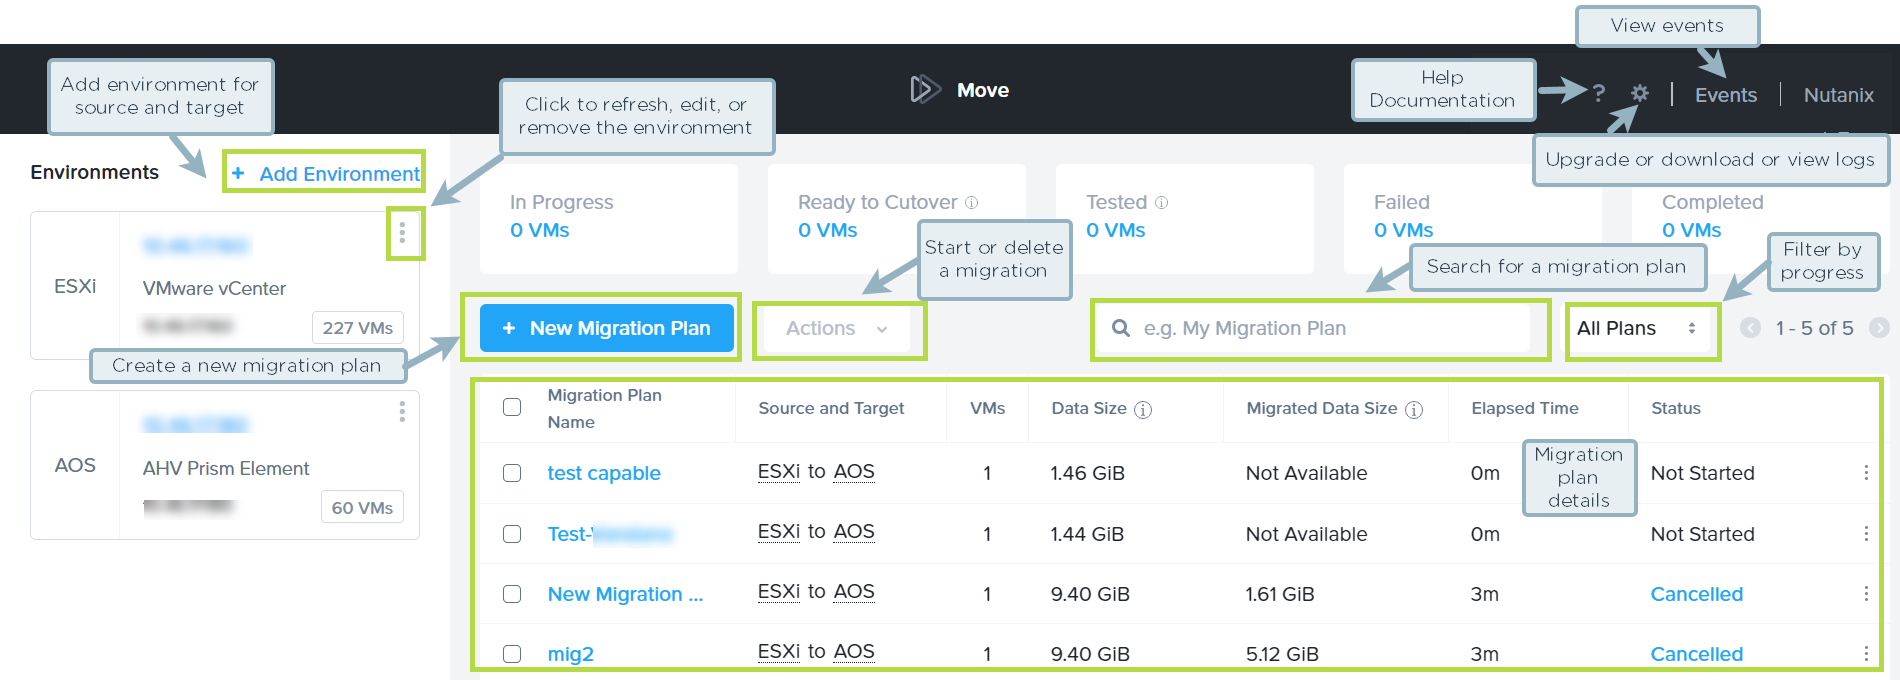 View events
Add environment for
source and target
Click to refresh, edit, or
remove the environment
Move
Help
Documentation
?
Events
Nutanix
Upgrade or download or view logs
Environments
+ Add Environment
ESXi
VMware vCenter
227 VMs
Create a new migration plan
AOS
AHV Prism Element
60 VMs
In Progress
0 VMs
Ready to Cutover
0 VMs
Tested
0 VMs
Failed
0 VMs
Completed
0 VMs
Start or delete
a migration
Search for a migration plan
Filter by
progress
+ New Migration Plan
Actions
e.g. My Migration Plan
All Plans
1 - 5 of 5
Migration Plan
Name
Source and Target
VMs
Data Size
Migrated Data Size
Elapsed Time
Status
Migration
plan
details
test capable ESXi to AOS 1 1.46 GiB Not Available 0m Not Started
Test- ESXi to AOS 1 1.44 GiB Not Available 0m Not Started
New Migration ... ESXi to AOS 1 9.40 GiB 1.61 GiB 3m Cancelled
mig2 ESXi to AOS 1 9.40 GiB 5.12 GiB 3m Cancelled